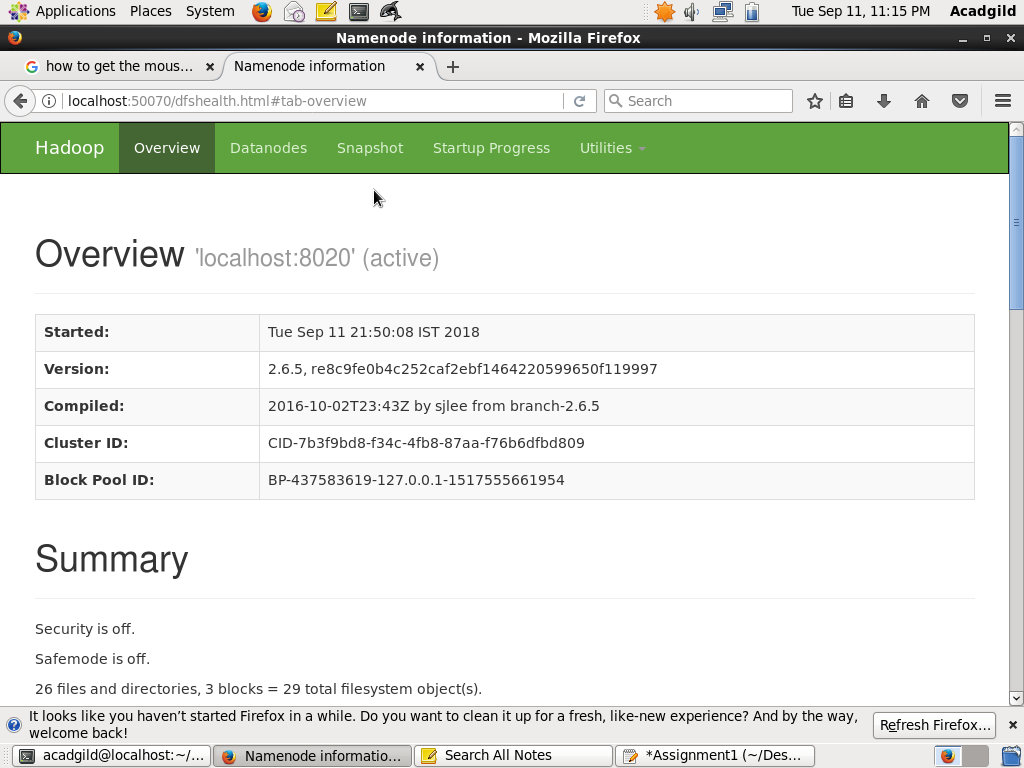 Applications Places System Tue Sep 11, 11:15 PM Acadgild
Namenode information - Mozilla Firefox
how to get the mous... Namenode information
localhost:50070/dfshealth.html#tab-overview Search
Hadoop Overview Datanodes Snapshot Startup Progress Utilities
Overview 'localhost:8020' (active)
Started: Tue Sep 11 21:50:08 IST 2018
Version: 2.6.5, re8c9fe0b4c252caf2ebf1464220599650f119997
Compiled: 2016-10-02T23:43Z by sjlee from branch-2.6.5
Cluster ID: CID-7b3f9bd8-f34c-4fb8-87aa-f76b6dfbd809
Block Pool ID: BP-437583619-127.0.0.1-1517555661954
Summary
Security is off.
Safemode is off.
26 files and directories, 3 blocks = 29 total filesystem object(s).
It looks like you haven’t started Firefox in a while. Do you want to clean it up for a fresh, like-new experience? And by the way,
welcome back!
Refresh Firefox...
acadgild@localhost:~/... Namenode informatio... Search All Notes *Assignment1 (~/Des...